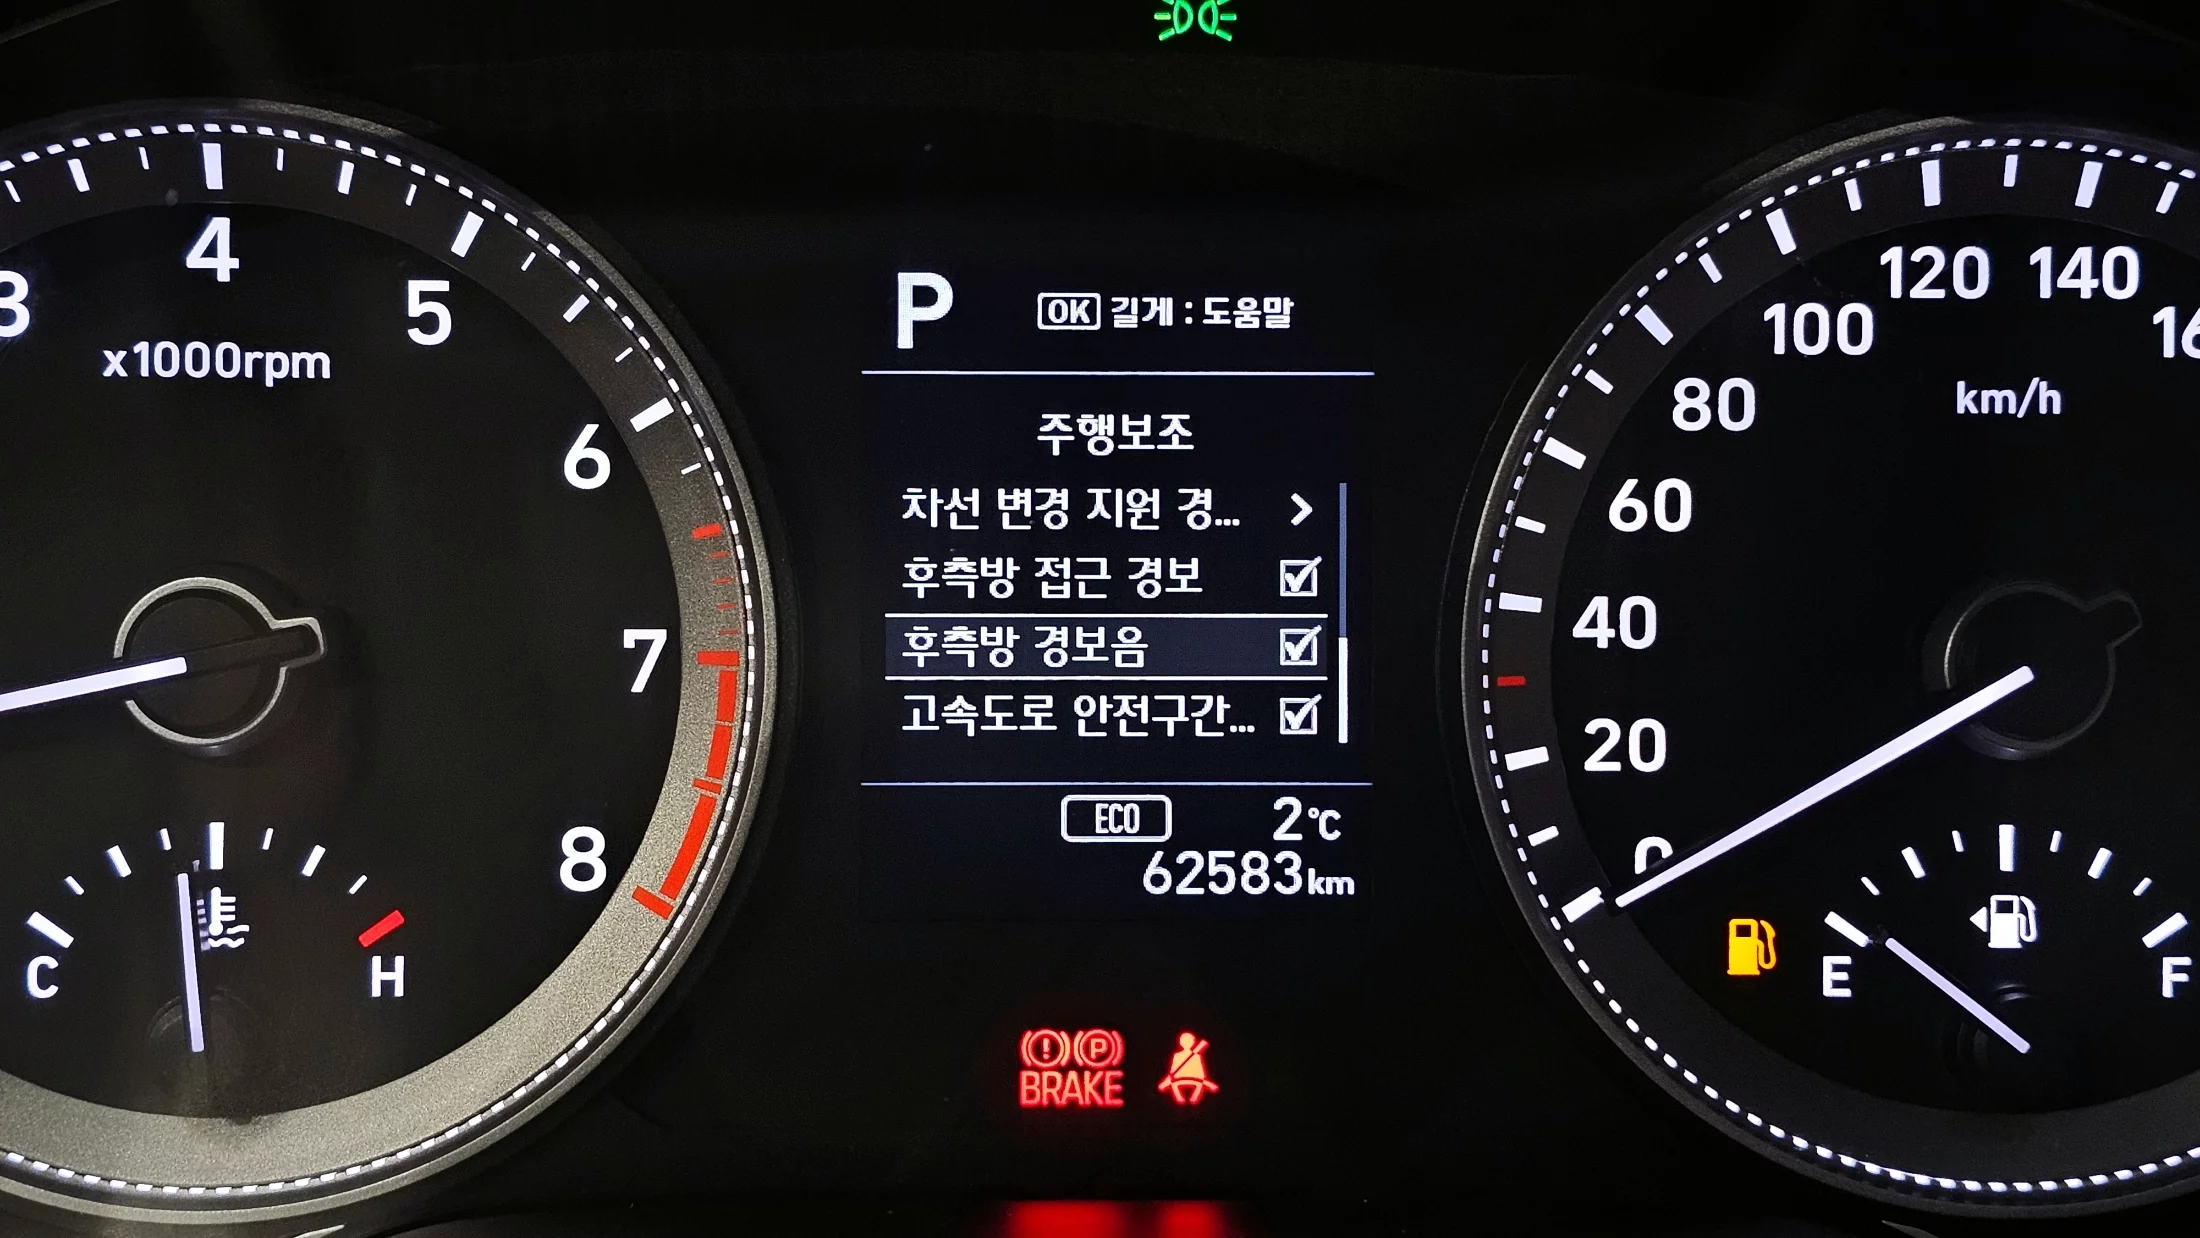 3
4
5
x1000rpm
6
7
8
C
H
P
OK 길게 : 도움말
주행보조
차선 변경 지원 경...
후측방 접근 경보
후측방 경보음
고속도로 안전구간...
ECO 2°C
62583km
(!)(P)
BRAKE
120 140
100
80
km/h
60
40
20
0
E
F